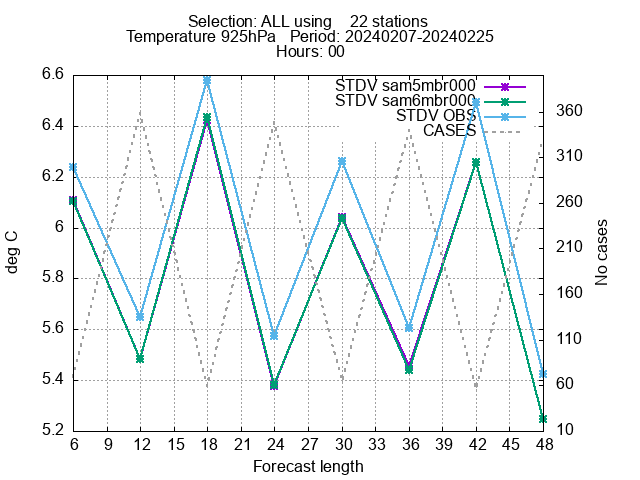 Selection: ALL using    22 stations
Temperature 925hPa   Period: 20240207-20240225
Hours: 00
STDV sam5mbr000
STDV sam6mbr000
STDV OBS
CASES
6.6
6.4
6.2
6
5.8
5.6
5.4
5.2
deg C
360
310
260
210
160
110
60
10
No cases
6 9 12 15 18 21 24 27 30 33 36 39 42 45 48
Forecast length